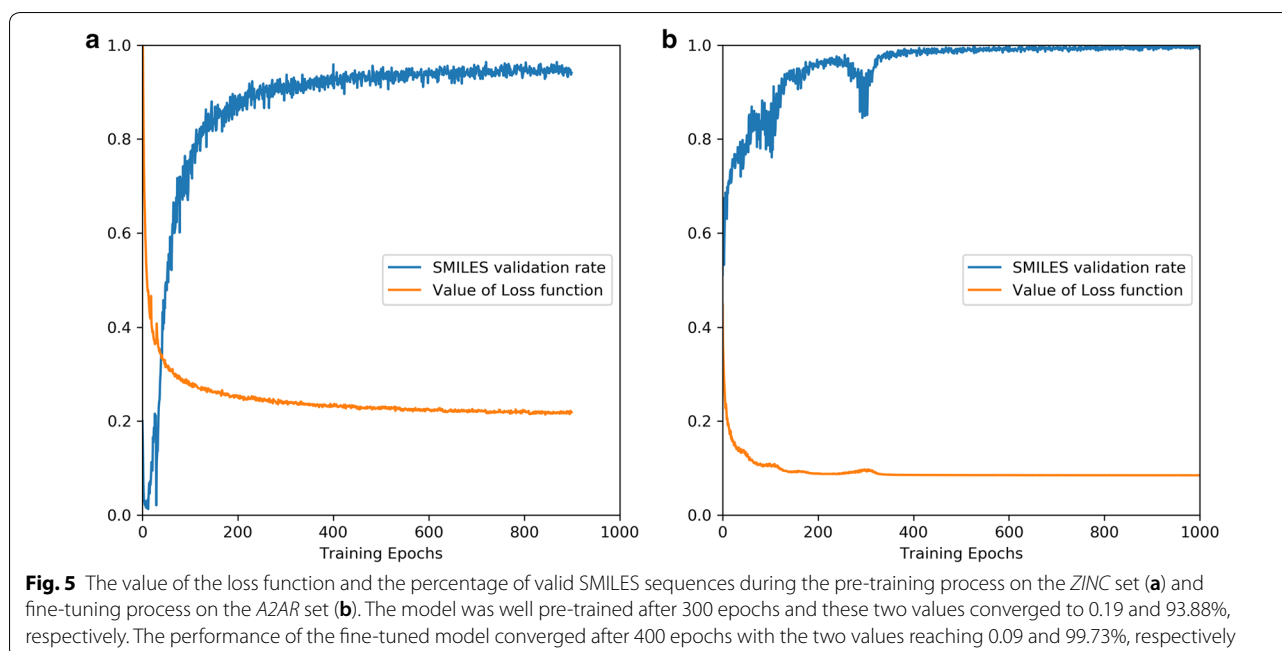 a
1.0
0.8
0.6
0.4
0.2
0.0
0 200 400 600 800 1000
Training Epochs
SMILES validation rate
Value of Loss function
b
1.0
0.8
0.6
0.4
0.2
0.0
0 200 400 600 800 1000
Training Epochs
SMILES validation rate
Value of Loss function
Fig. 5 The value of the loss function and the percentage of valid SMILES sequences during the pre-training process on the ZINC set (a) and
fine-tuning process on the A2AR set (b). The model was well pre-trained after 300 epochs and these two values converged to 0.19 and 93.88%,
respectively. The performance of the fine-tuned model converged after 400 epochs with the two values reaching 0.09 and 99.73%, respectively